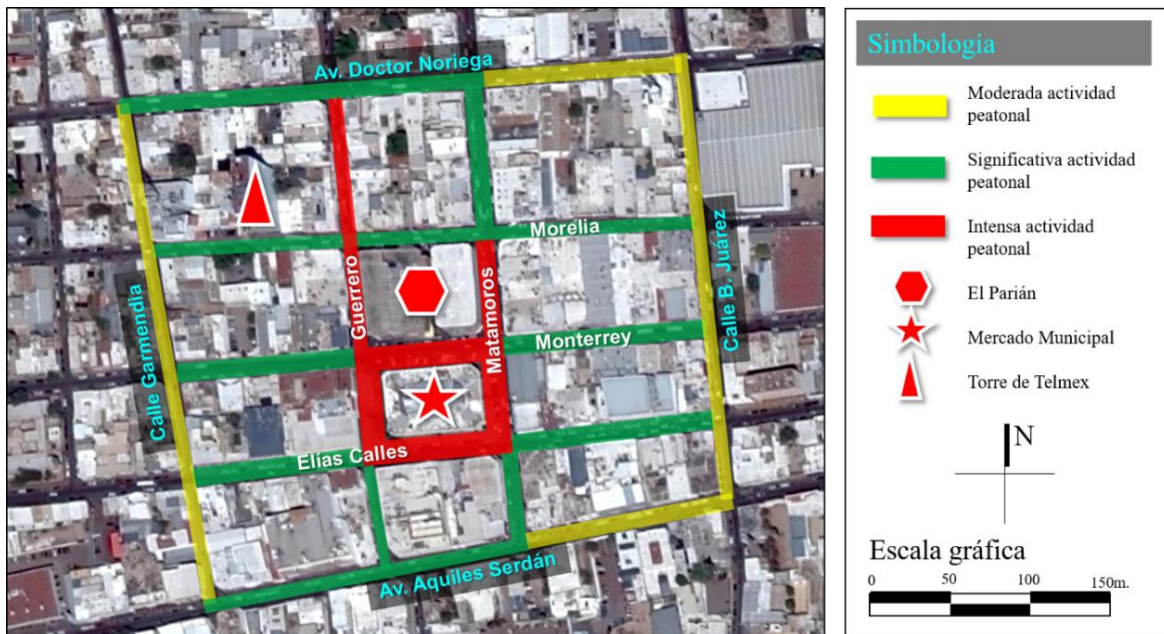 Av. Doctor Noriega
Morelia
Calle Garmendia
Guerrero
Matamoros
Calle B. Juárez
Monterrey
Elías Calles
Av. Aquiles Serdán
Simbología
Moderada actividad
peatonal
Significativa actividad
peatonal
Intensa actividad
peatonal
El Parián
Mercado Municipal
Torre de Telmex
N
Escala gráfica
0 50 100 150m.